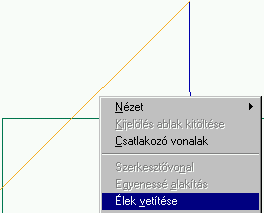 Nézet
Kijelölés ablak kitöltése
Csatlakozó vonalak
Szerkesztővonal
Egyenessé alakítás
Élek vetítése